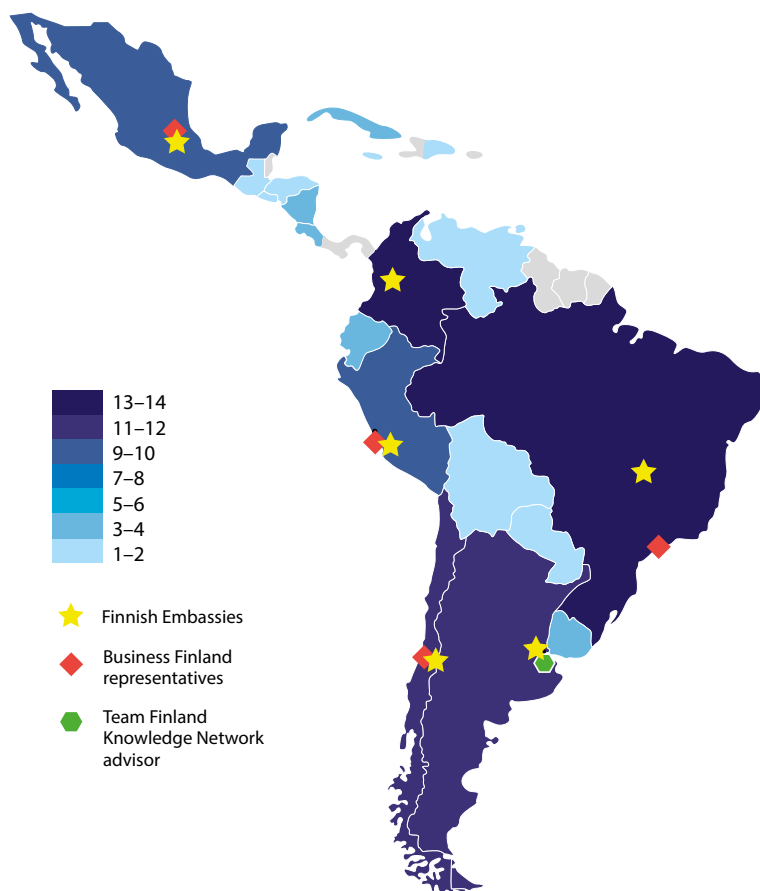 13–14
11–12
9–10
7–8
5–6
3–4
1–2
Finnish Embassies
Business Finland
representatives
Team Finland
Knowledge Network
advisor